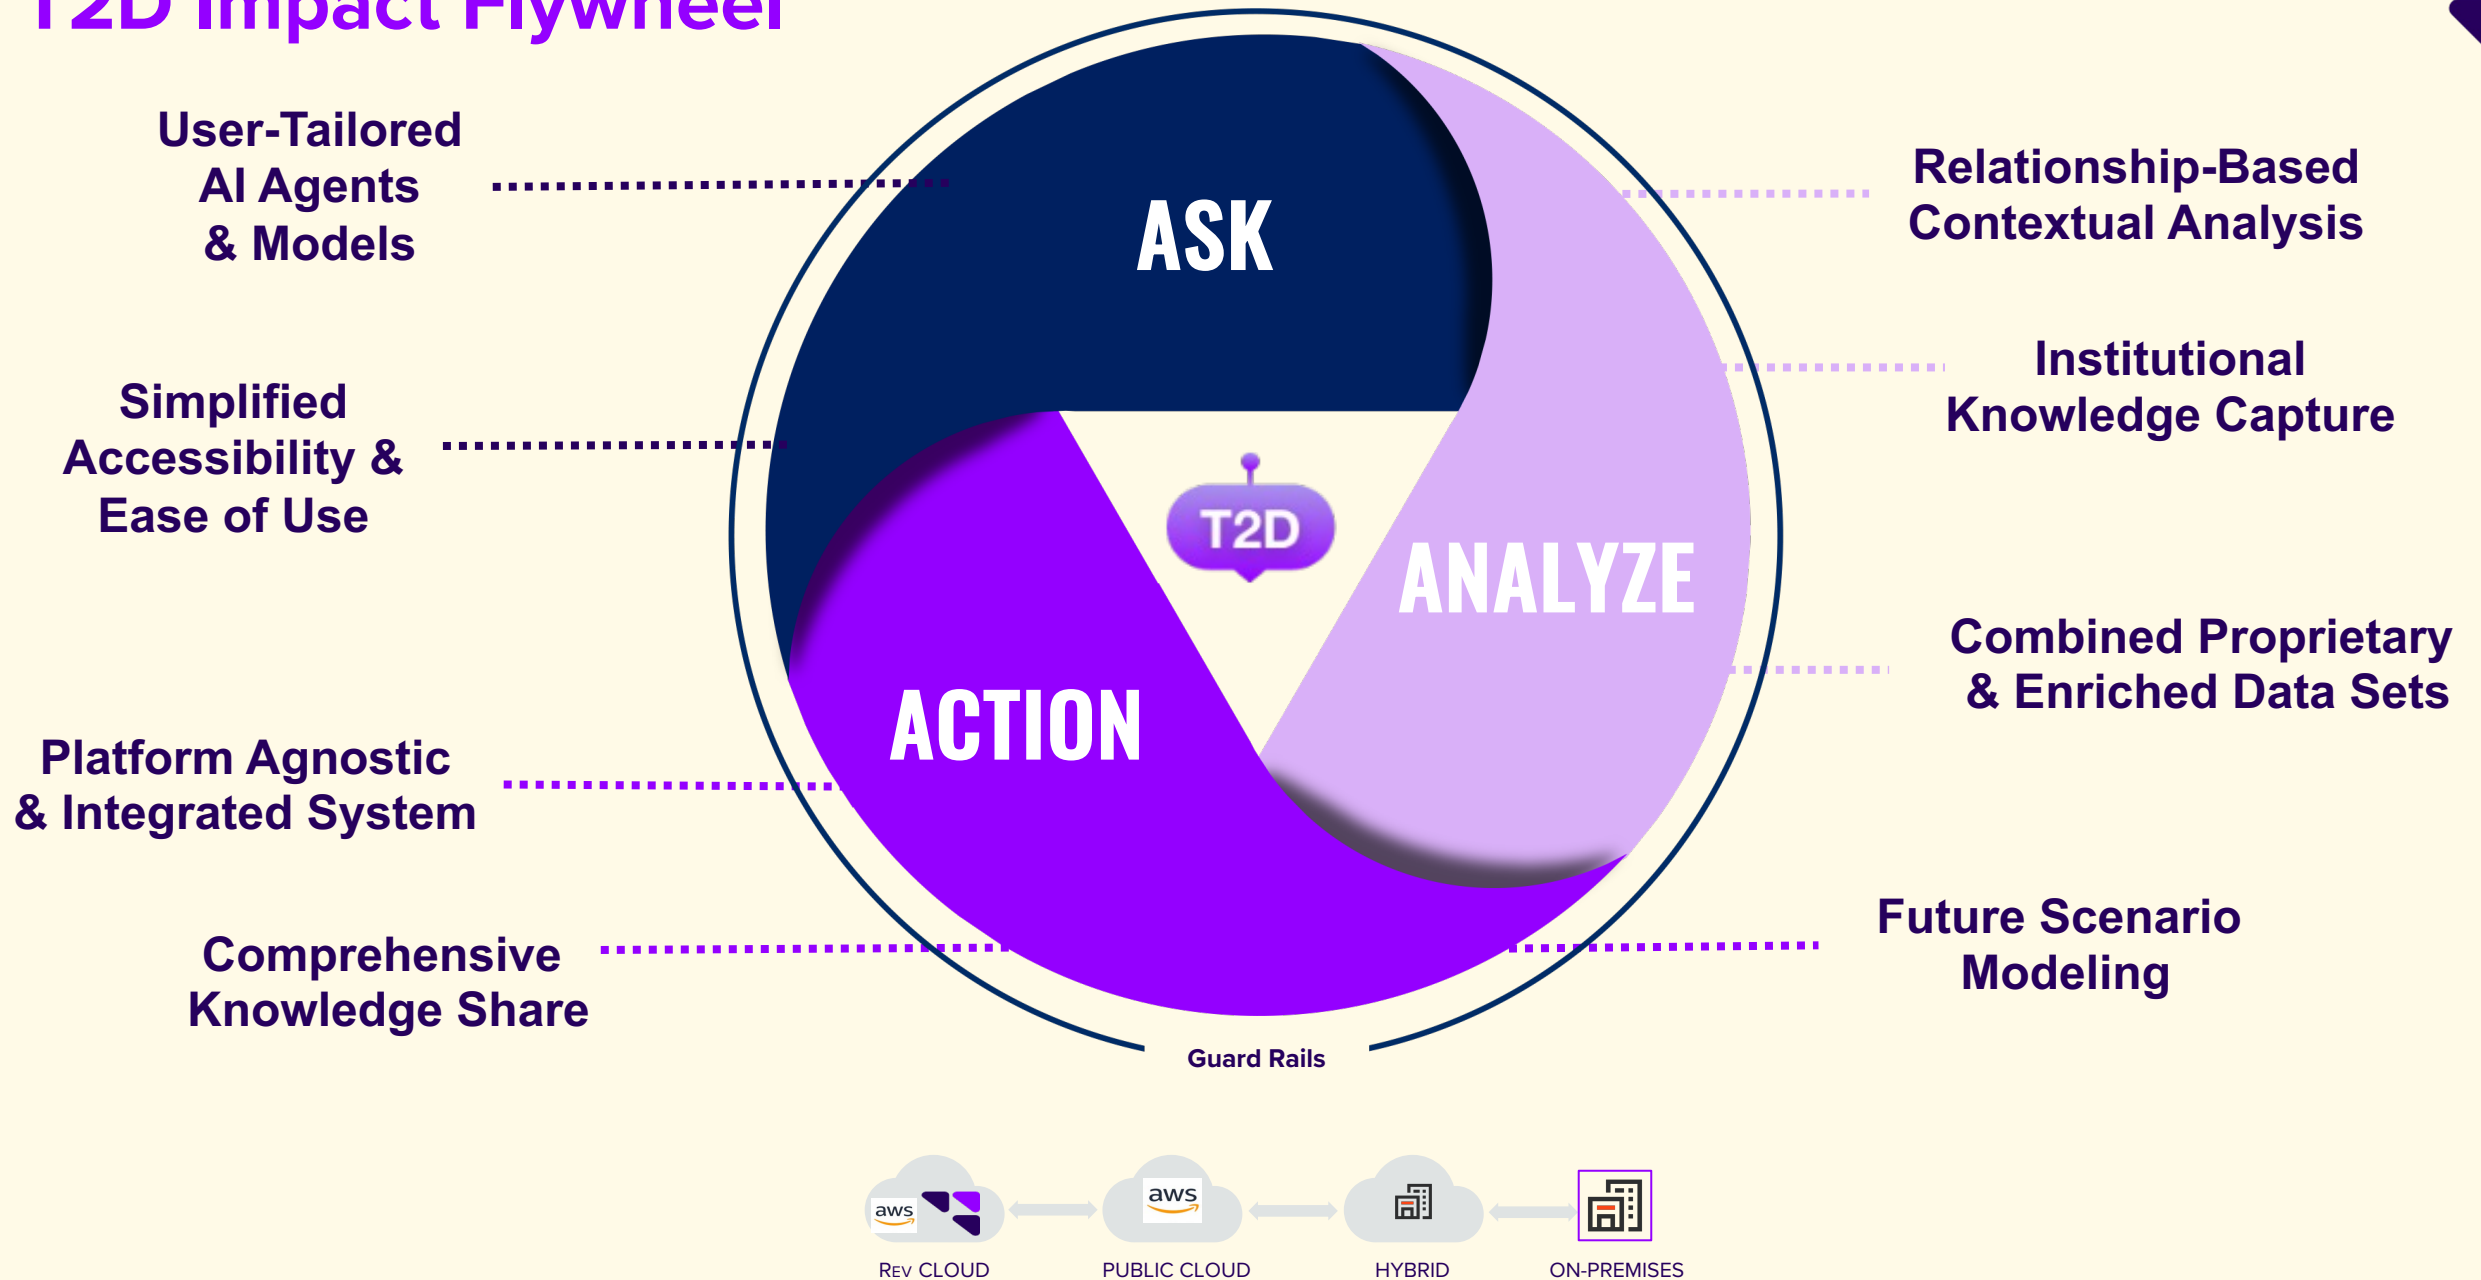 T2D Impact Flywheel
User-Tailored
AI Agents
& Models
Simplified
Accessibility &
Ease of Use
Platform Agnostic
& Integrated System
Comprehensive
Knowledge Share
ASK
ANALYZE
ACTION
T2D
Relationship-Based
Contextual Analysis
Institutional
Knowledge Capture
Combined Proprietary
& Enriched Data Sets
Future Scenario
Modeling
Guard Rails
aws
aws
REV CLOUD
PUBLIC CLOUD
HYBRID
ON-PREMISES